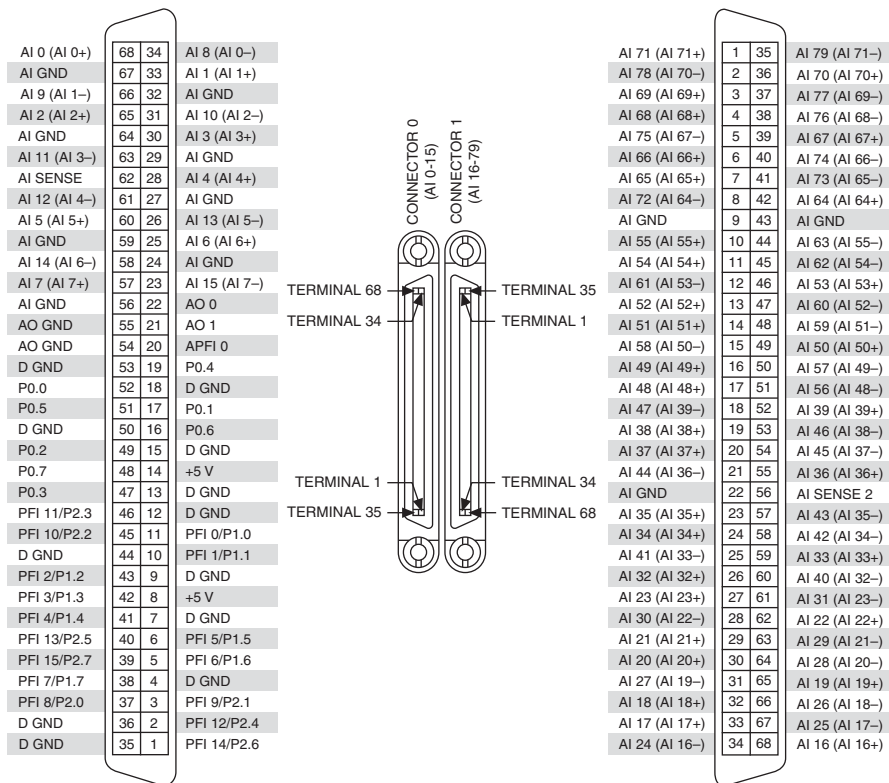 AI 0 (AI 0+) 68 34 AI 8 (AI 0–)
AI GND 67 33 AI 1 (AI 1+)
AI 9 (AI 1–) 66 32 AI GND
AI 2 (AI 2+) 65 31 AI 10 (AI 2–)
AI GND 64 30 AI 3 (AI 3+)
AI 11 (AI 3–) 63 29 AI GND
AI SENSE 62 28 AI 4 (AI 4+)
AI 12 (AI 4–) 61 27 AI GND
AI 5 (AI 5+) 60 26 AI 13 (AI 5–)
AI GND 59 25 AI 6 (AI 6+)
AI 14 (AI 6–) 58 24 AI GND
AI 7 (AI 7+) 57 23 AI 15 (AI 7–)
AI GND 56 22 AO 0
AO GND 55 21 AO 1
AO GND 54 20 APFI 0
D GND 53 19 P0.4
P0.0 52 18 D GND
P0.5 51 17 P0.1
D GND 50 16 P0.6
P0.2 49 15 D GND
P0.7 48 14 +5 V
P0.3 47 13 D GND
PFI 11/P2.3 46 12 D GND
PFI 10/P2.2 45 11 PFI 0/P1.0
D GND 44 10 PFI 1/P1.1
PFI 2/P1.2 43 9 D GND
PFI 3/P1.3 42 8 +5 V
PFI 4/P1.4 41 7 D GND
PFI 13/P2.5 40 6 PFI 5/P1.5
PFI 15/P2.7 39 5 PFI 6/P1.6
PFI 7/P1.7 38 4 D GND
PFI 8/P2.0 37 3 PFI 9/P2.1
D GND 36 2 PFI 12/P2.4
D GND 35 1 PFI 14/P2.6
CONNECTOR 0
(AI 0-15)
CONNECTOR 1
(AI 16-79)
TERMINAL 68
TERMINAL 34
TERMINAL 35
TERMINAL 1
TERMINAL 1
TERMINAL 35
TERMINAL 34
TERMINAL 68
AI 71 (AI 71+) 1 35 AI 79 (AI 71–)
AI 78 (AI 70–) 2 36 AI 70 (AI 70+)
AI 69 (AI 69+) 3 37 AI 77 (AI 69–)
AI 68 (AI 68+) 4 38 AI 76 (AI 68–)
AI 75 (AI 67–) 5 39 AI 67 (AI 67+)
AI 66 (AI 66+) 6 40 AI 74 (AI 66–)
AI 65 (AI 65+) 7 41 AI 73 (AI 65–)
AI 72 (AI 64–) 8 42 AI 64 (AI 64+)
AI GND 9 43 AI GND
AI 55 (AI 55+) 10 44 AI 63 (AI 55–)
AI 54 (AI 54+) 11 45 AI 62 (AI 54–)
AI 61 (AI 53–) 12 46 AI 53 (AI 53+)
AI 52 (AI 52+) 13 47 AI 60 (AI 52–)
AI 51 (AI 51+) 14 48 AI 59 (AI 51–)
AI 58 (AI 50–) 15 49 AI 50 (AI 50+)
AI 49 (AI 49+) 16 50 AI 57 (AI 49–)
AI 48 (AI 48+) 17 51 AI 56 (AI 48–)
AI 47 (AI 39–) 18 52 AI 39 (AI 39+)
AI 38 (AI 38+) 19 53 AI 46 (AI 38–)
AI 37 (AI 37+) 20 54 AI 45 (AI 37–)
AI 44 (AI 36–) 21 55 AI 36 (AI 36+)
AI GND 22 56 AI SENSE 2
AI 35 (AI 35+) 23 57 AI 43 (AI 35–)
AI 34 (AI 34+) 24 58 AI 42 (AI 34–)
AI 41 (AI 33–) 25 59 AI 33 (AI 33+)
AI 32 (AI 32+) 26 60 AI 40 (AI 32–)
AI 23 (AI 23+) 27 61 AI 31 (AI 23–)
AI 30 (AI 22–) 28 62 AI 22 (AI 22+)
AI 21 (AI 21+) 29 63 AI 29 (AI 21–)
AI 20 (AI 20+) 30 64 AI 28 (AI 20–)
AI 27 (AI 19–) 31 65 AI 19 (AI 19+)
AI 18 (AI 18+) 32 66 AI 26 (AI 18–)
AI 17 (AI 17+) 33 67 AI 25 (AI 17–)
AI 24 (AI 16–) 34 68 AI 16 (AI 16+)